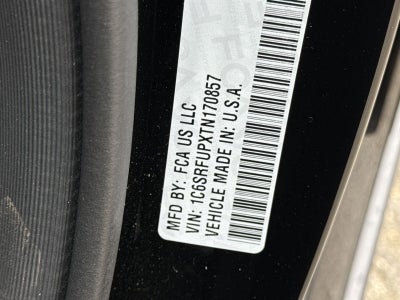 MFD BY: FCA US LLC
VIN: 1C6SRFUPXTN170857
VEHICLE MADE IN: U.S.A.